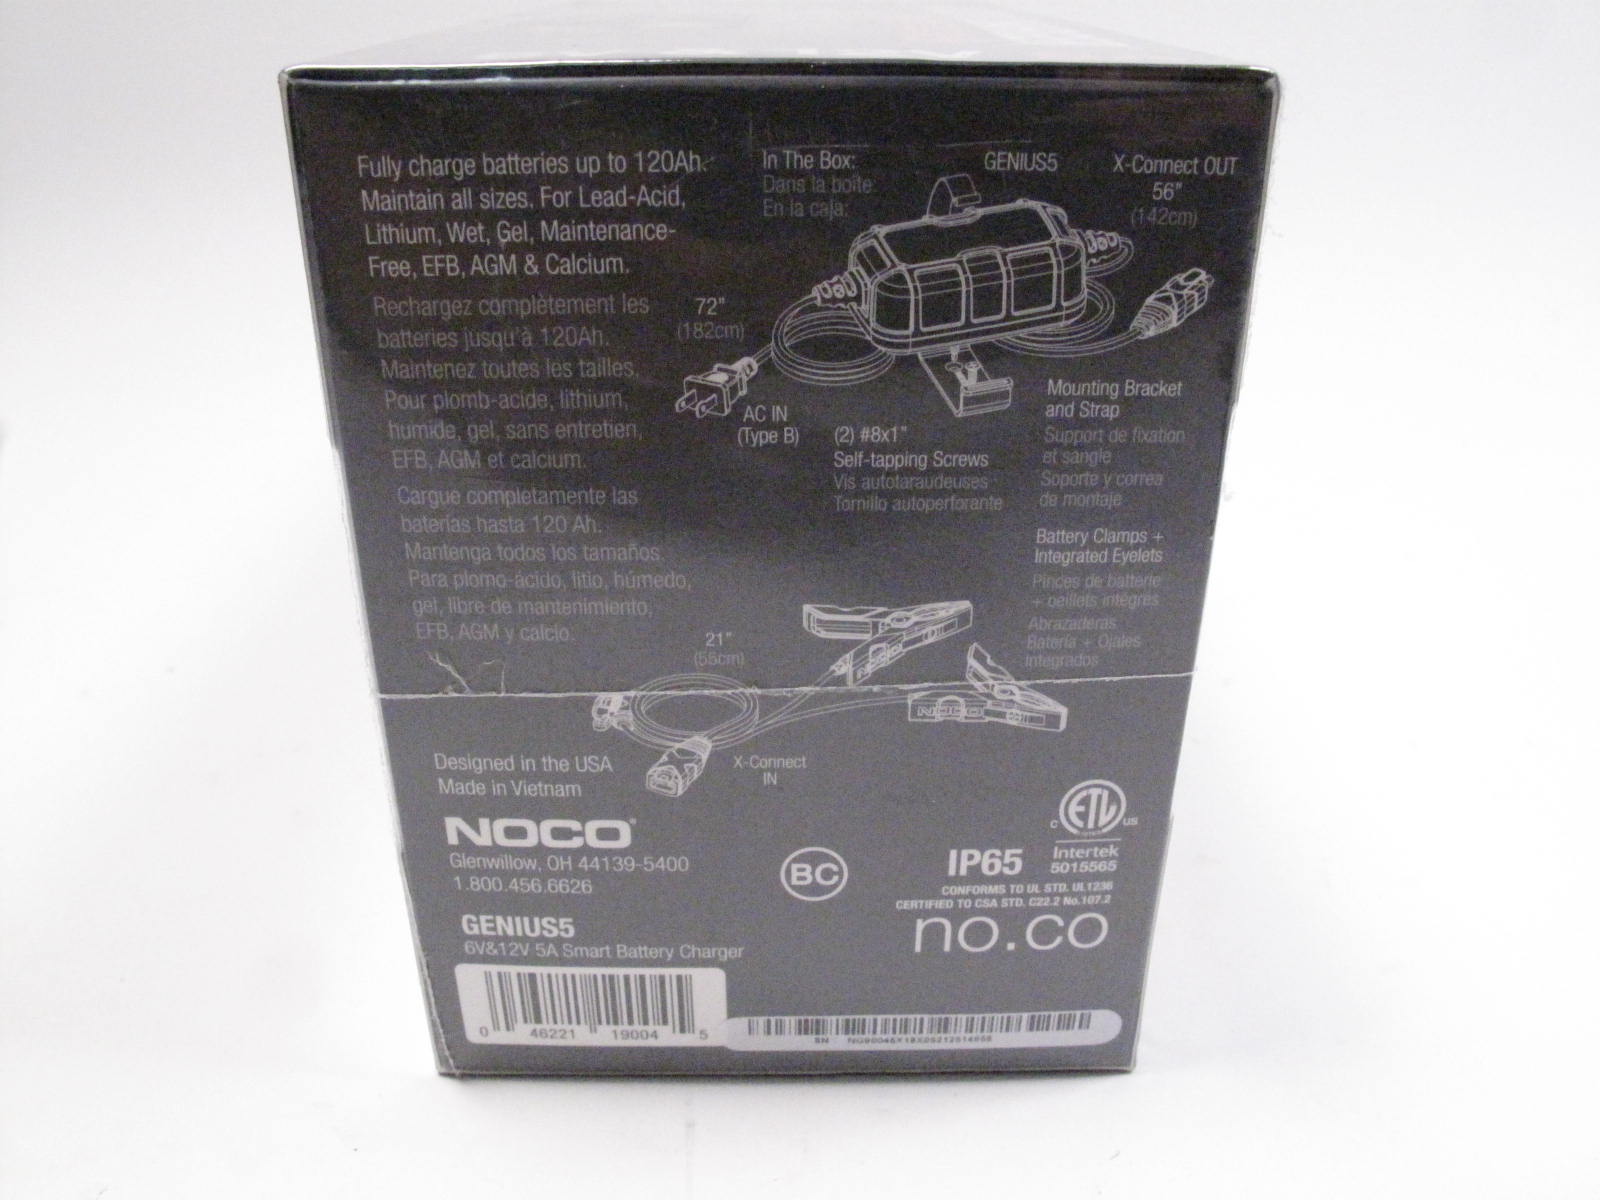 Fully charge batteries up to 120Ah.
Maintain all sizes. For Lead-Acid,
Lithium, Wet, Gel, Maintenance-
Free, EFB, AGM & Calcium.
Rechargez complètement les
batteries jusqu'à 120Ah.
Maintenez toutes les tailles.
Pour plomb-acide, lithium,
humide, gel, sans entretien,
EFB, AGM et calcium.
Cargue completamente las
baterías hasta 120 Ah.
Mantenga todos los tamaños.
Para plomo-ácido, litio, húmedo,
gel, libre de mantenimiento,
EFB, AGM y calcio.
In The Box:
Dans la boîte:
En la caja:
GENIUS5
X-Connect OUT
56"
(142cm)
72"
(182cm)
AC IN
(Type B)
(2) #8x1"
Self-tapping Screws
Vis autotaraudeuses
Tornillo autoperforante
Mounting Bracket
and Strap
Support de fixation
et sangle
Soporte y correa
de montaje
Battery Clamps +
Integrated Eyelets
Pinces de batterie
+ oeillets intégrés
Abrazaderas
Batería + Ojales
integrados
21"
(55cm)
NOCO
NOCO
X-Connect
IN
Designed in the USA
Made in Vietnam
NOCO®
Glenwillow, OH 44139-5400
1.800.456.6626
GENIUS5
6V&12V 5A Smart Battery Charger
0 46221 19004 5
BC
C ETL US
IP65
Intertek
5015565
CONFORMS TO UL STD. UL1236
CERTIFIED TO CSA STD. C22.2 No.107.2
no.co
SN